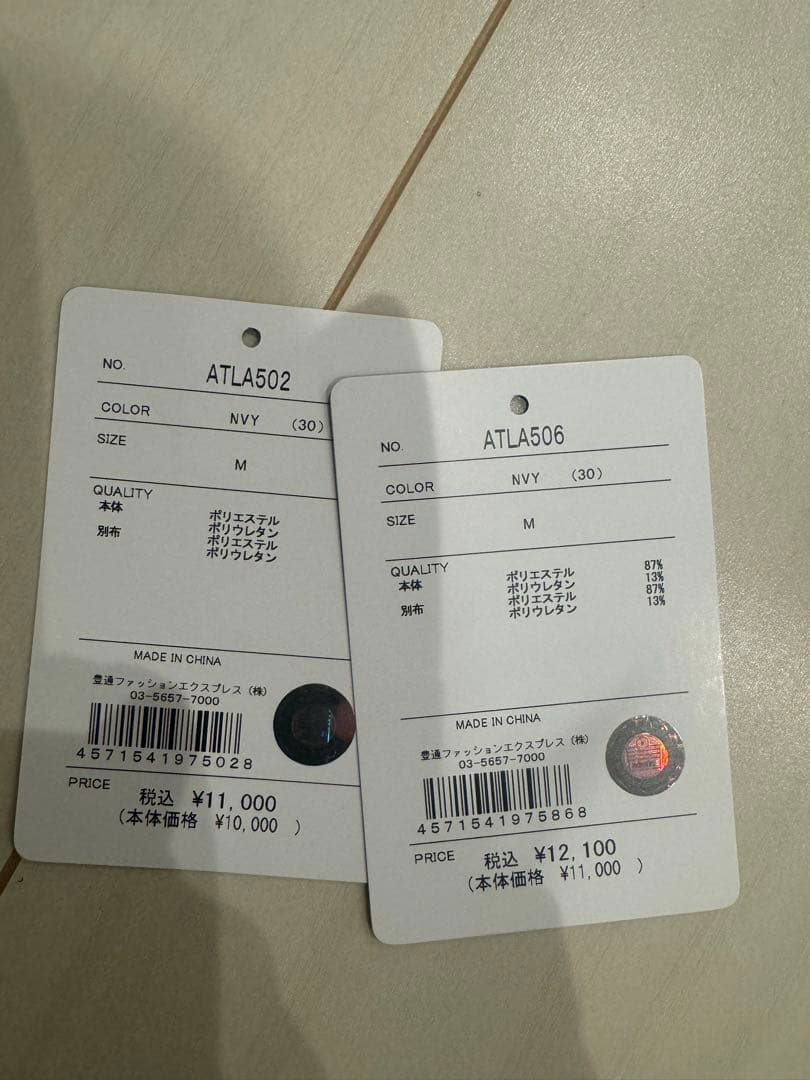 NO. ATLA502
COLOR NVY (30)
SIZE M
QUALITY
本体 ポリエステル
ポリウレタン
別布 ポリエステル
ポリウレタン
MADE IN CHINA
豊通ファッションエクスプレス(株)
03-5657-7000
4571541975028
PRICE 税込 ¥11,000
(本体価格 ¥10,000 )
NO. ATLA506
COLOR NVY (30)
SIZE M
QUALITY
本体 ポリエステル 87%
ポリウレタン 13%
別布 ポリエステル 87%
ポリウレタン 13%
MADE IN CHINA
豊通ファッションエクスプレス(株)
03-5657-7000
4571541975868
PRICE 税込 ¥12,100
(本体価格 ¥11,000 )